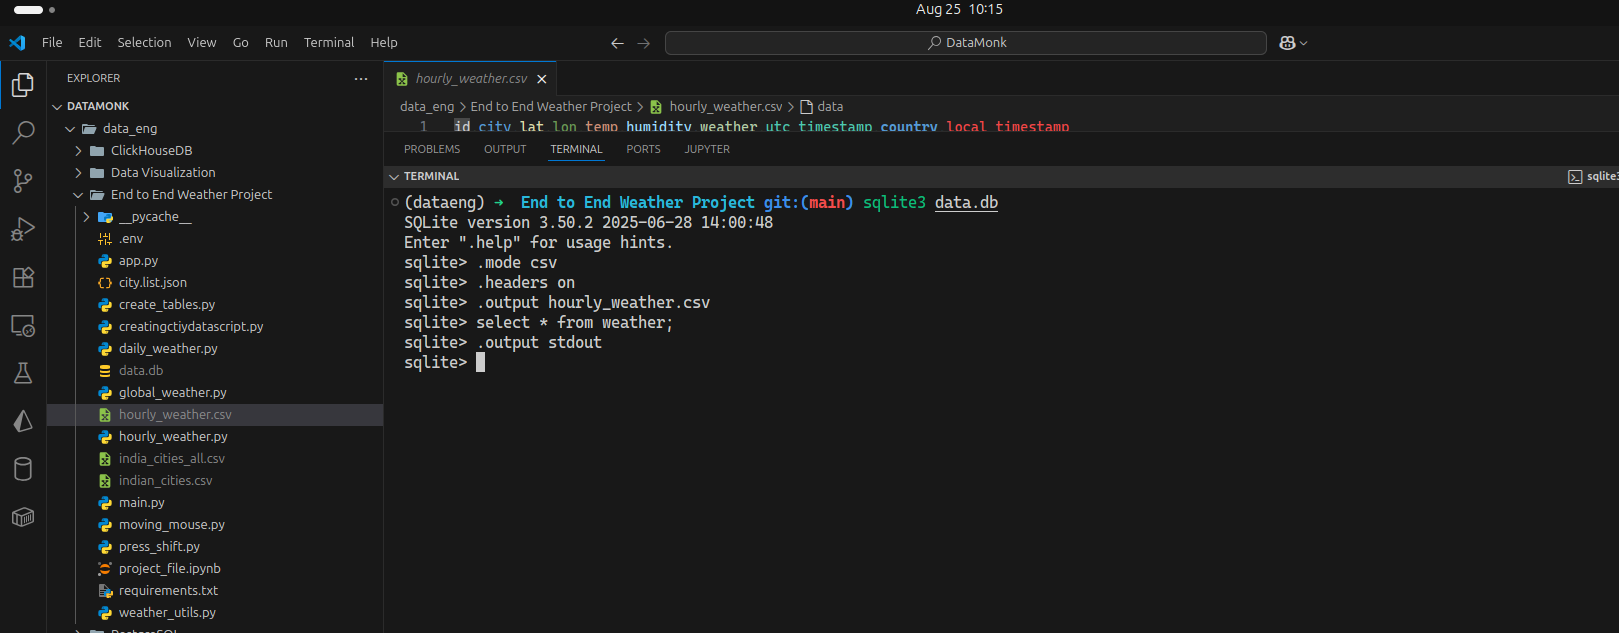 Aug 25 10:15
File Edit Selection View Go Run Terminal Help
DataMonk
EXPLORER
DATAMONK
data_eng
ClickHouseDB
Data Visualization
End to End Weather Project
__pycache__
.env
app.py
city.list.json
create_tables.py
creatingctiydatascript.py
daily_weather.py
data.db
global_weather.py
hourly_weather.csv
hourly_weather.py
india_cities_all.csv
indian_cities.csv
main.py
moving_mouse.py
press_shift.py
project_file.ipynb
requirements.txt
weather_utils.py
hourly_weather.csv
data_eng > End to End Weather Project > hourly_weather.csv > data
1 id,city,lat,lon,temp,humidity,weather,utc_timestamp,country,local_timestamp
PROBLEMS OUTPUT TERMINAL PORTS JUPYTER
TERMINAL
(dataeng) → End to End Weather Project git:(main) sqlite3 data.db
SQLite version 3.50.2 2025-06-28 14:00:48
Enter ".help" for usage hints.
sqlite> .mode csv
sqlite> .headers on
sqlite> .output hourly_weather.csv
sqlite> select * from weather;
sqlite> .output stdout
sqlite>